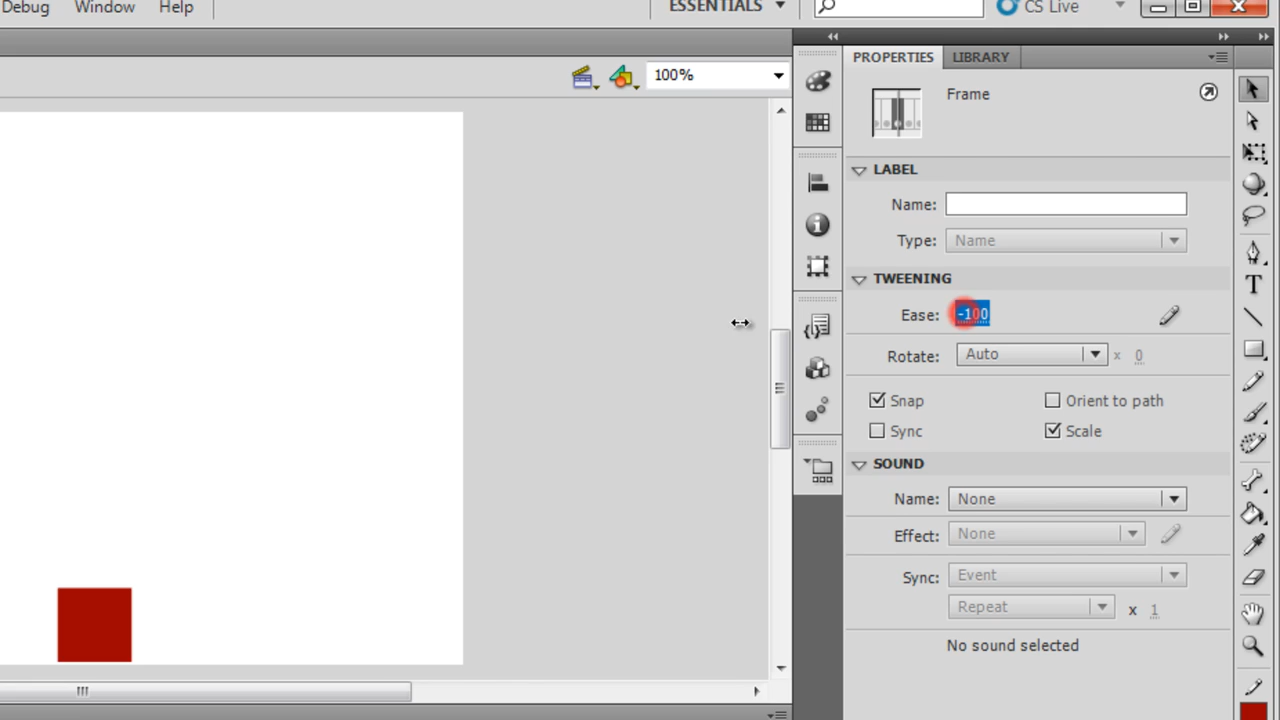 Debug Window Help ESSENTIALS CS Live
PROPERTIES LIBRARY
100%
Frame
LABEL
Name:
Type: Name
TWEENING
Ease: -100
Rotate: Auto x 0
Snap Orient to path
Sync Scale
SOUND
Name: None
Effect: None
Sync: Event
Repeat x 1
No sound selected